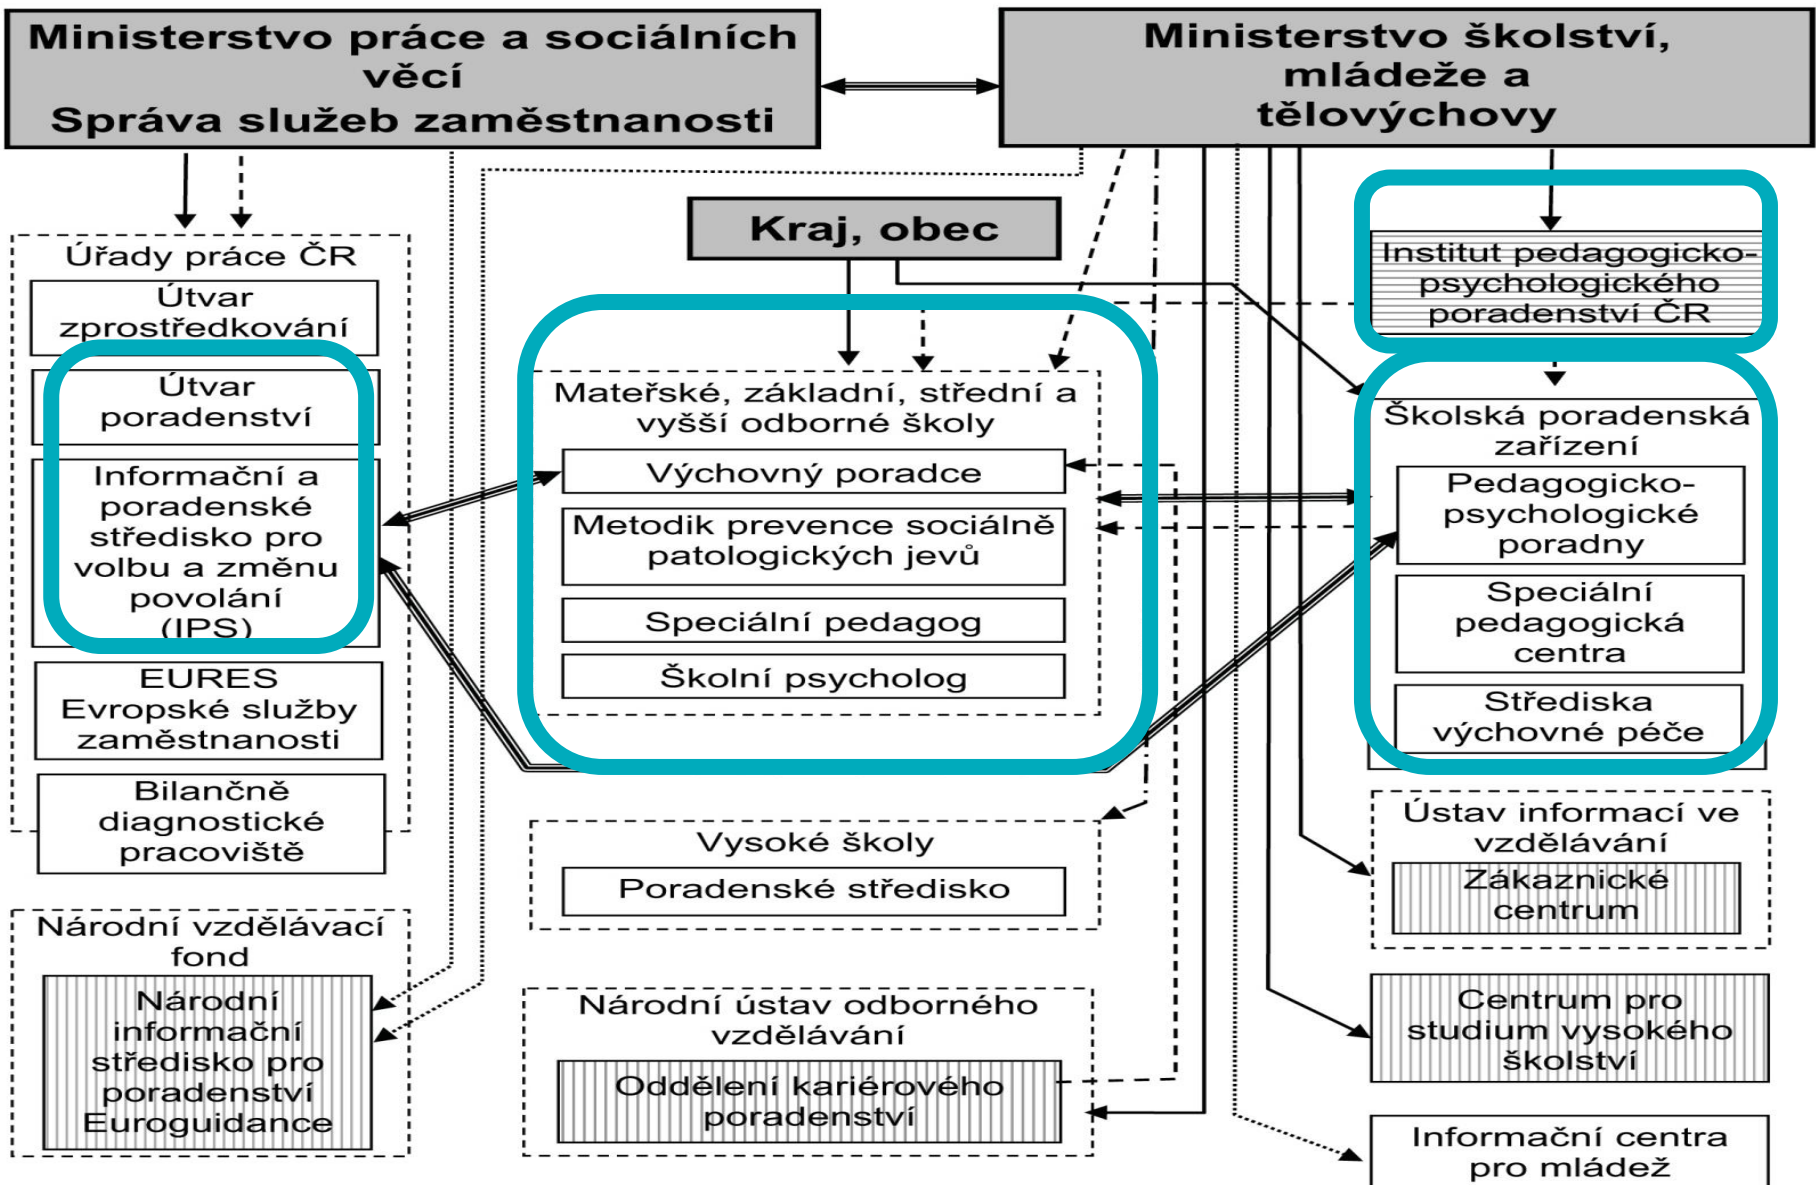 Ministerstvo práce a sociálních
věcí
Správa služeb zaměstnanosti
Ministerstvo školství,
mládeže a
tělovýchovy
Kraj, obec
Úřady práce ČR
Útvar
zprostředkování
Útvar
poradenství
Informační a
poradenské
středisko pro
volbu a změnu
povolání
(IPS)
EURES
Evropské služby
zaměstnanosti
Bilančně
diagnostické
pracoviště
Národní vzdělávací
fond
Národní
informační
středisko pro
poradenství
Euroguidance
Mateřské, základní, střední a
vyšší odborné školy
Výchovný poradce
Metodik prevence sociálně
patologických jevů
Speciální pedagog
Školní psycholog
Vysoké školy
Poradenské středisko
Národní ústav odborného
vzdělávání
Oddělení kariérového
poradenství
Institut pedagogicko-
psychologického
poradenství ČR
Školská poradenská
zařízení
Pedagogicko-
psychologické
poradny
Speciální
pedagogická
centra
Střediska
výchovné péče
Ústav informací ve
vzdělávání
Zákaznické
centrum
Centrum pro
studium vysokého
školství
Informační centra
pro mládež